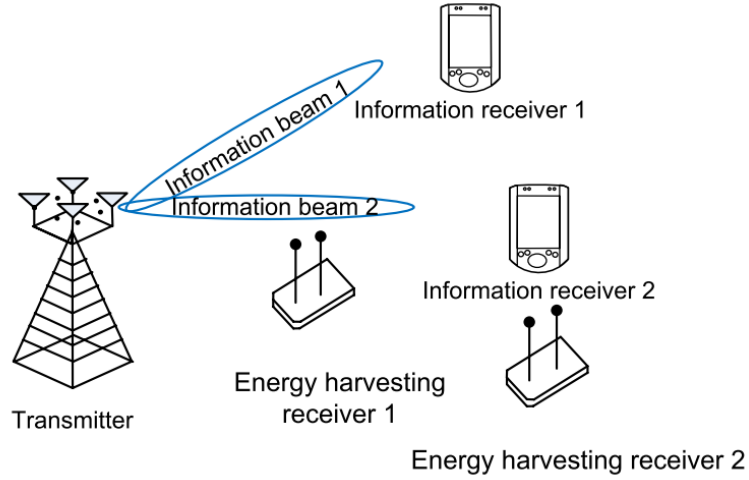 Information beam 1
Information receiver 1
Information beam 2
Information receiver 2
Energy harvesting
receiver 1
Transmitter
Energy harvesting receiver 2